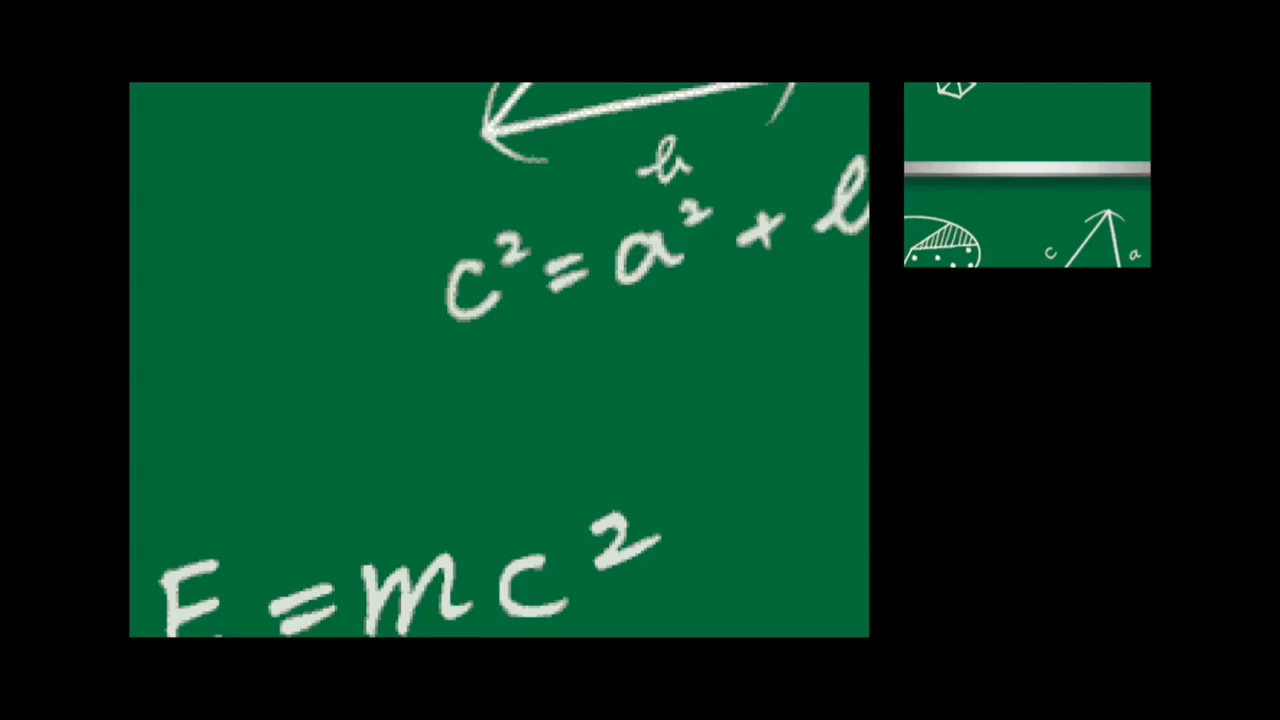 b
c² = a² + b
E = mc²
c a